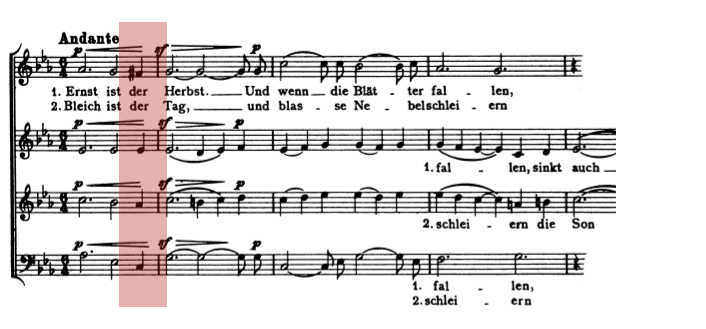 Andante
p sf p
1. Ernst ist der Herbst. Und wenn die Blät - ter fal - len,
2. Bleich ist der Tag, und blas - se Ne - bel schlei - ern
p sf p
1. fal - len, sinkt auch
p sf p
2. schlei - ern die Son
p sf p
1. fal - len,
2. schlei - ern